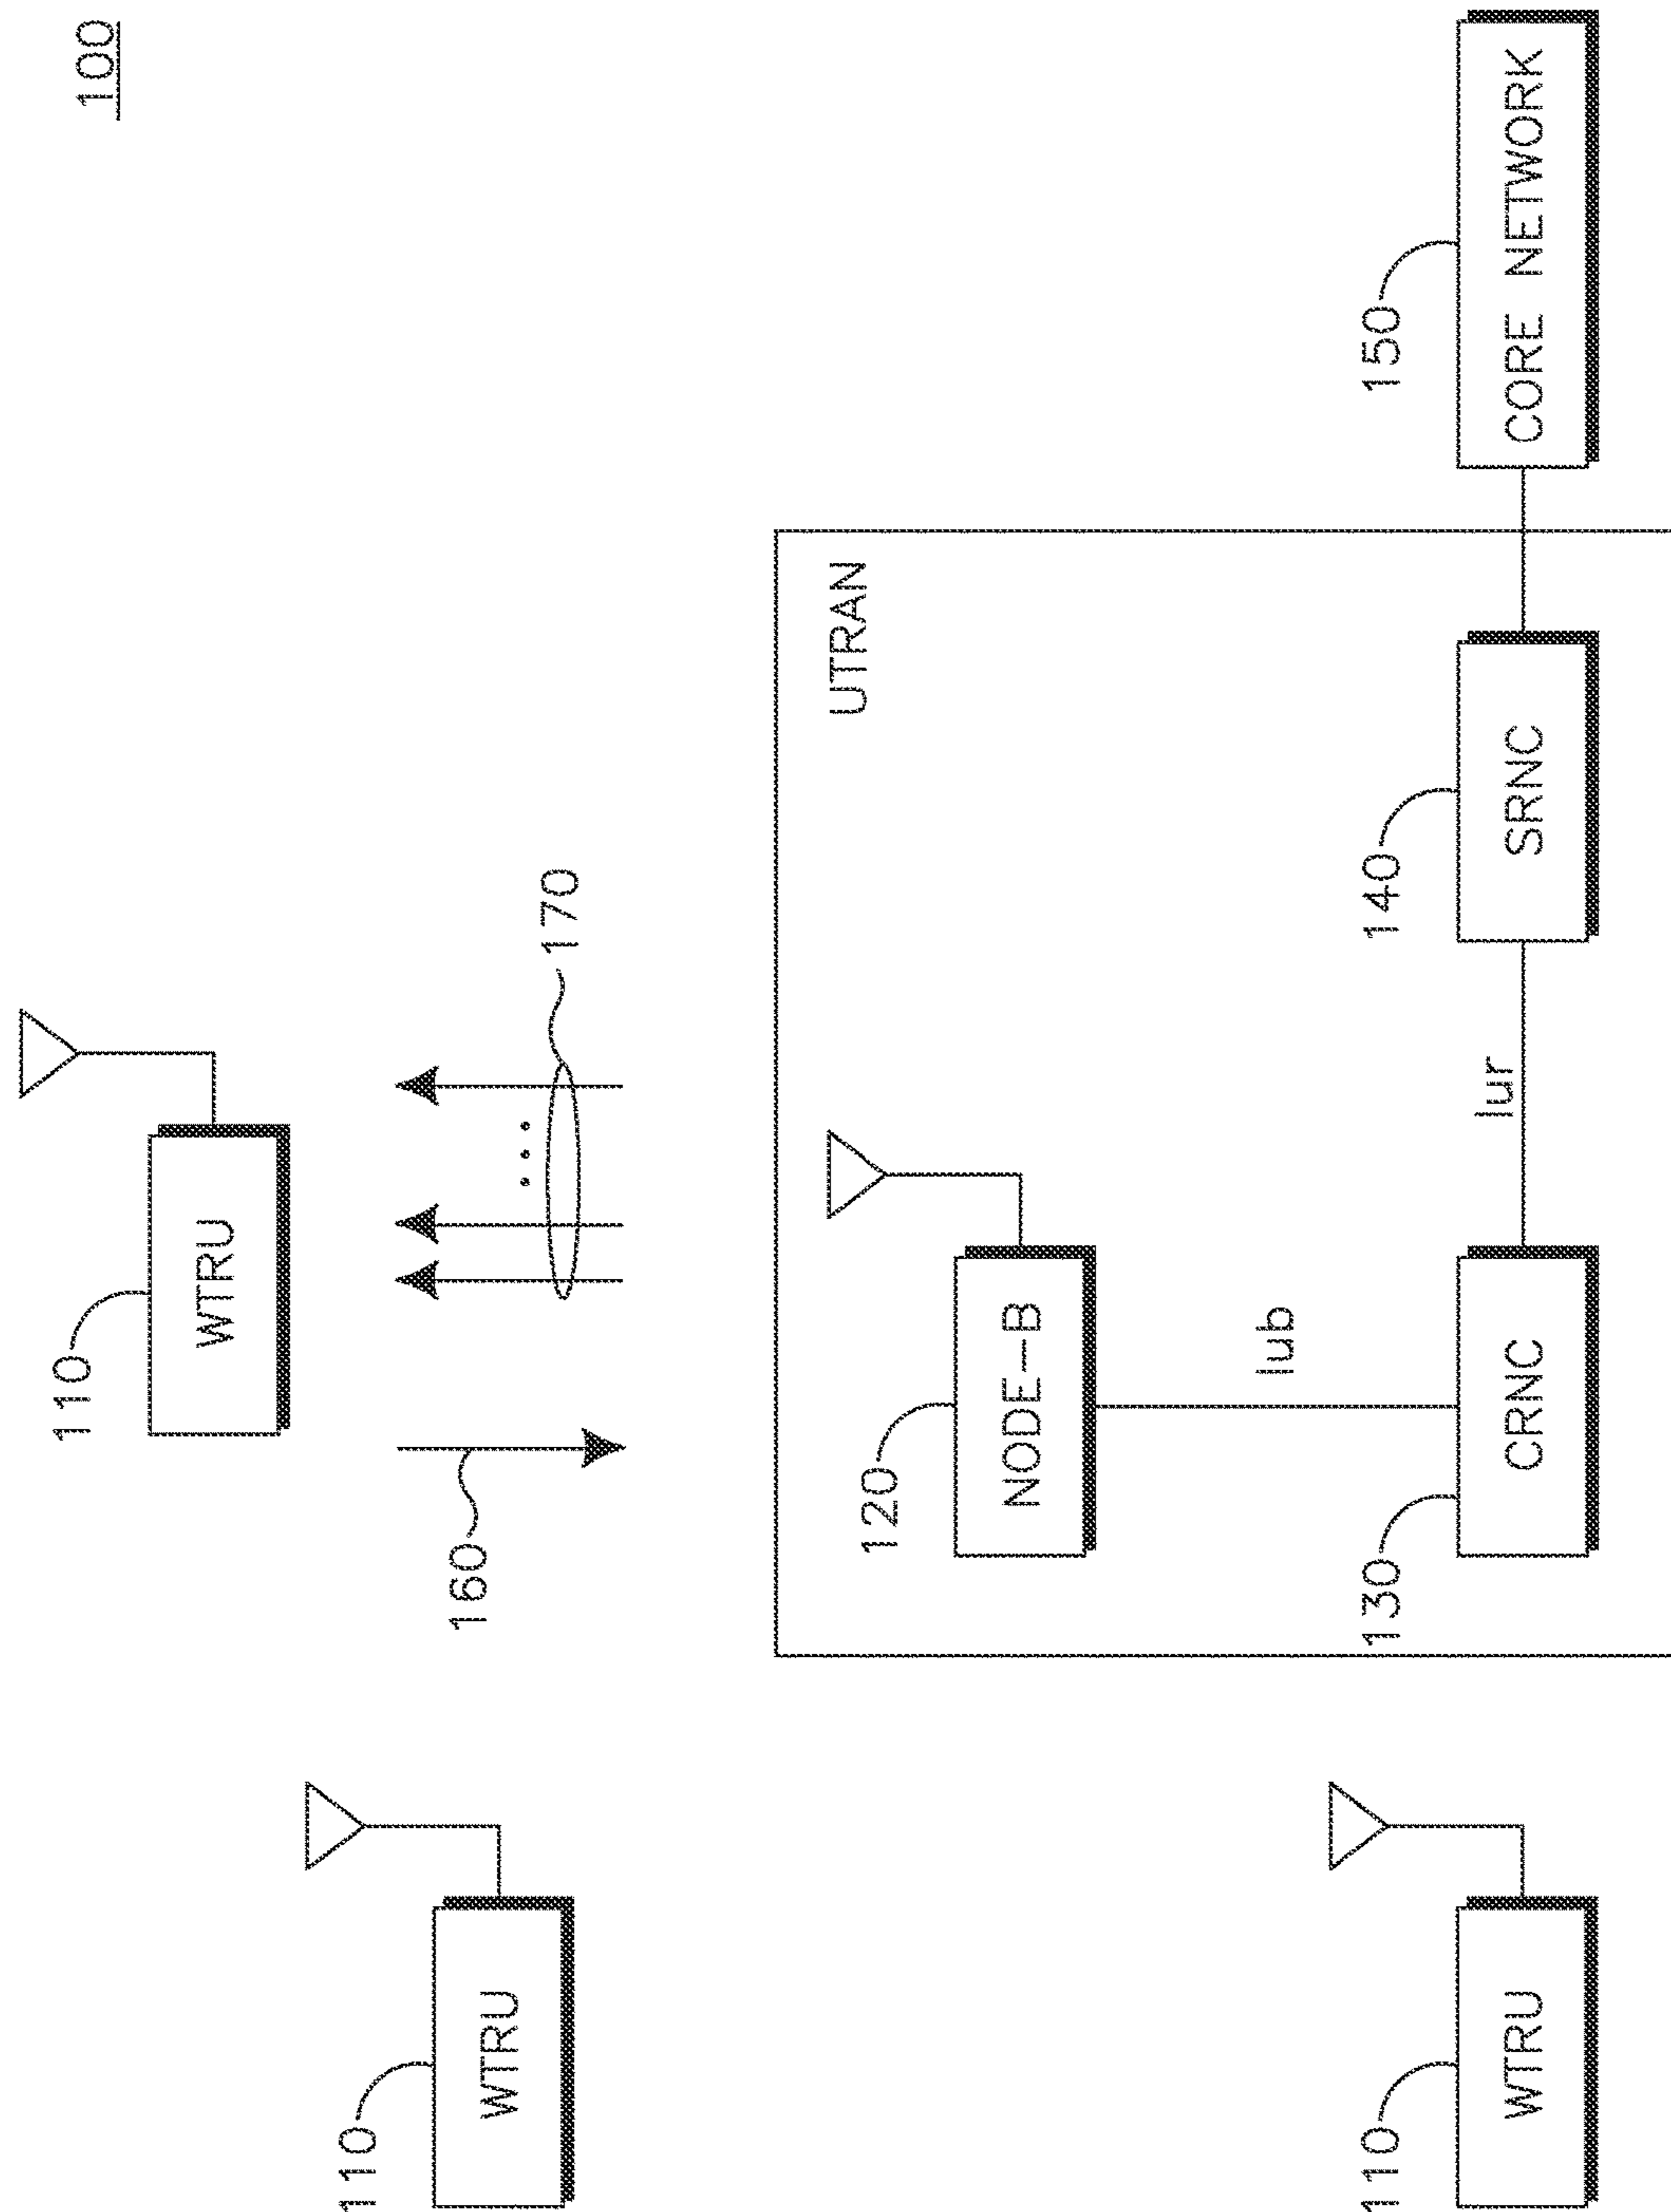 100
110
WTRU
110
WTRU
160
170
UTRAN
120
NODE-B
Iub
110
130
140
150
Iur
WTRU
CRNC
SRNC
CORE NETWORK